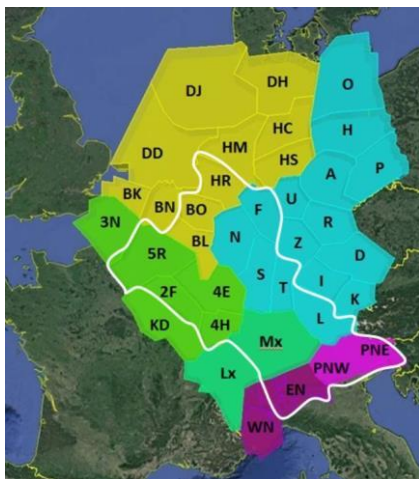 DJ
DH
O
HC
H
DD
HM
HS
P
A
HR
BK
U
BN
BO
F
R
3N
N
Z
BL
5R
D
S
I
2F
4E
T
K
KD
4H
L
Mx
PNE
Lx
PNW
EN
WN